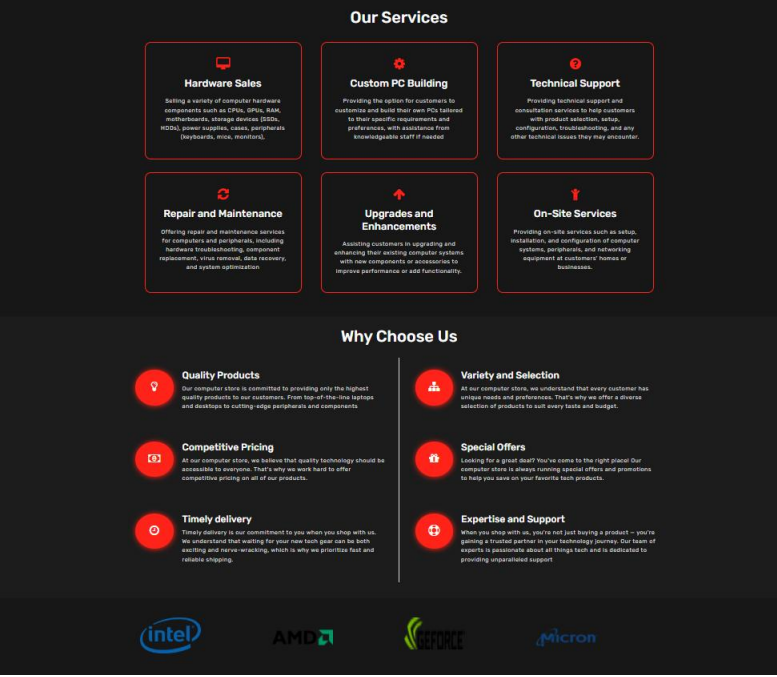 Our Services
Hardware Sales
Selling a variety of computer hardware
components such as CPUs, GPUs, RAM,
motherboards, storage devices (SSDs,
HDDs), power supplies, cases, peripherals
(keyboards, mice, monitors),
Custom PC Building
Providing the option for customers to
customize and build their own PCs tailored
to their specific requirements and
preferences, with assistance from
knowledgeable staff if needed
Technical Support
Providing technical support and
consultation services to help customers
with product selection, setup,
configuration, troubleshooting, and any
other technical issues they may encounter.
Repair and Maintenance
Offering repair and maintenance services
for computers and peripherals, including
hardware troubleshooting, component
replacement, virus removal, data recovery,
and system optimization
Upgrades and
Enhancements
Assisting customers in upgrading and
enhancing their existing computer systems
with new components or accessories to
improve performance or add functionality.
On-Site Services
Providing on-site services such as setup,
installation, and configuration of computer
systems, peripherals, and networking
equipment at customers' homes or
businesses.
Why Choose Us
Quality Products
Our computer store is committed to providing only the highest
quality products to our customers. From top-of-the-line laptops
and desktops to cutting-edge peripherals and components
Variety and Selection
At our computer store, we understand that every customer has
unique needs and preferences. That's why we offer a diverse
selection of products to suit every taste and budget.
Competitive Pricing
At our computer store, we believe that quality technology should be
accessible to everyone. That's why we work hard to offer
competitive pricing on all of our products.
Special Offers
Looking for a great deal? You've come to the right place! Our
computer store is always running special offers and promotions
to help you save on your favorite tech products.
Timely delivery
Timely delivery is our commitment to you when you shop with us.
We understand that waiting for your new tech gear can be both
exciting and nerve-wracking, which is why we prioritize fast and
reliable shipping.
Expertise and Support
When you shop with us, you're not just buying a product — you're
gaining a trusted partner in your technology journey. Our team of
experts is passionate about all things tech and is dedicated to
providing unparalleled support
intel
AMD
GEFORCE
Micron